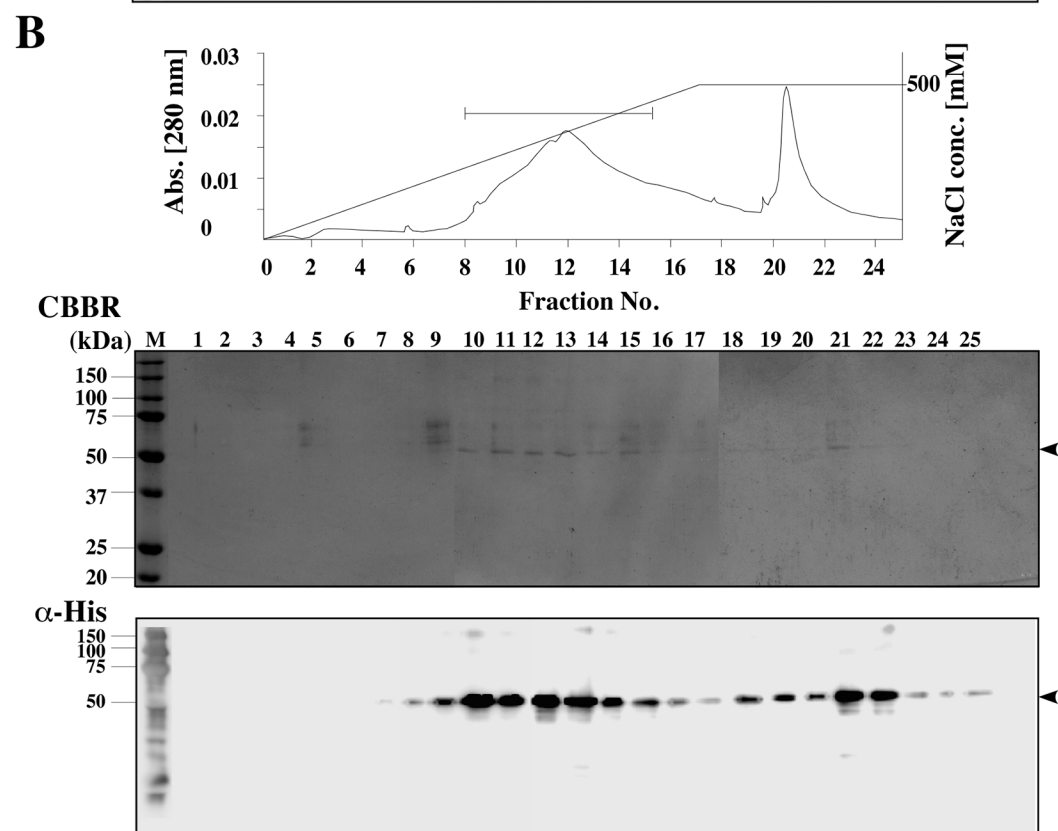 B
0.03
0.02
0.01
0
Abs. [280 nm]
500
NaCl conc. [mM]
0 2 4 6 8 10 12 14 16 18 20 22 24
Fraction No.
CBBR
(kDa) M 1 2 3 4 5 6 7 8 9 10 11 12 13 14 15 16 17 18 19 20 21 22 23 24 25
150
100
75
50
37
25
20
α-His
150
100
75
50